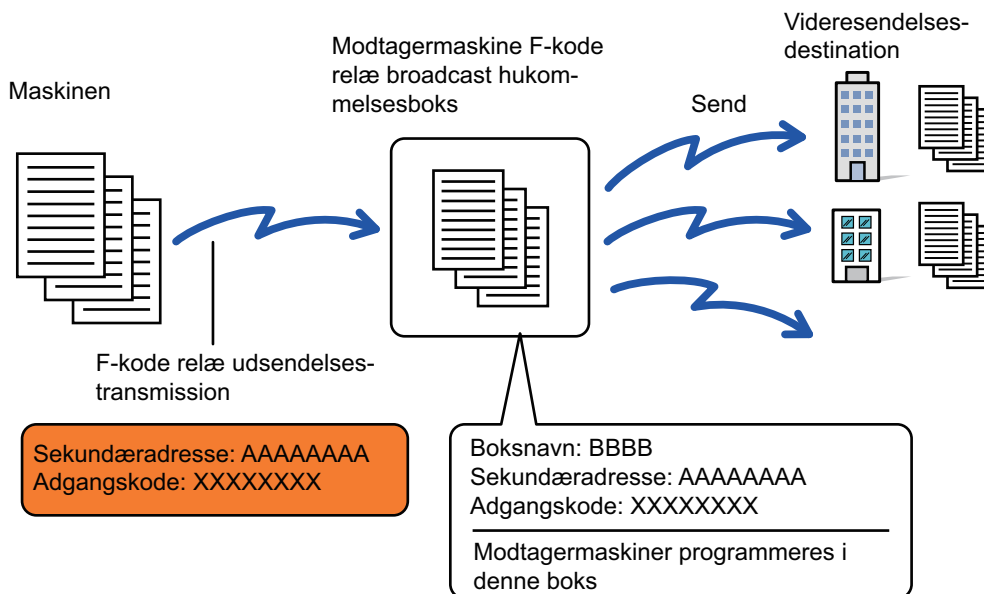 Maskinen
Modtagermaskine F-kode
relæ broadcast hukom-
melsesboks
Send
Videresendelses-
destination
F-kode relæ udsendelses-
transmission
Sekundæradresse: AAAAAAAA
Adgangskode: XXXXXXXX
Boksnavn: BBBB
Sekundæradresse: AAAAAAAA
Adgangskode: XXXXXXXX
Modtagermaskiner programmeres i
denne boks